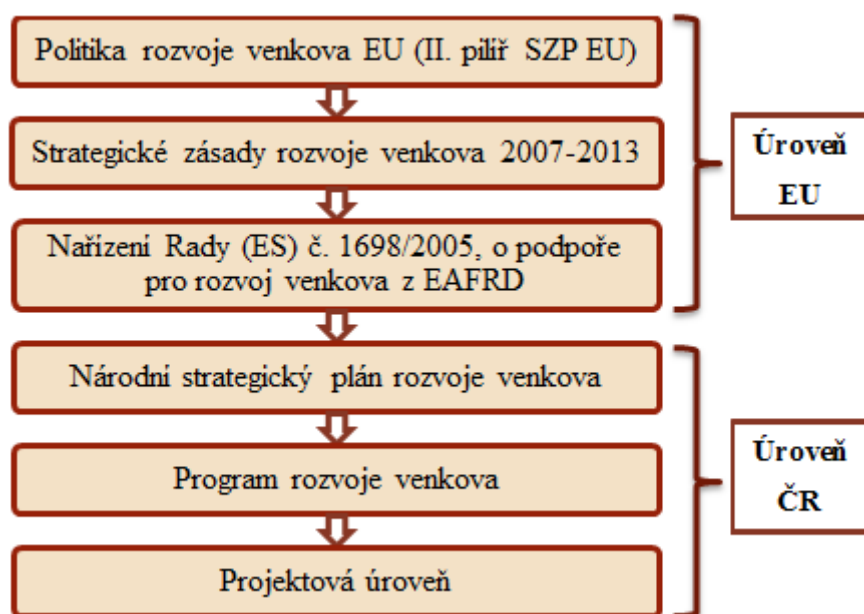 Politika rozvoje venkova EU (II. pilíř SZP EU)
Strategické zásady rozvoje venkova 2007-2013
Úroveň
EU
Nařízení Rady (ES) č. 1698/2005, o podpoře
pro rozvoj venkova z EAFRD
Národní strategický plán rozvoje venkova
Program rozvoje venkova
Úroveň
ČR
Projektová úroveň